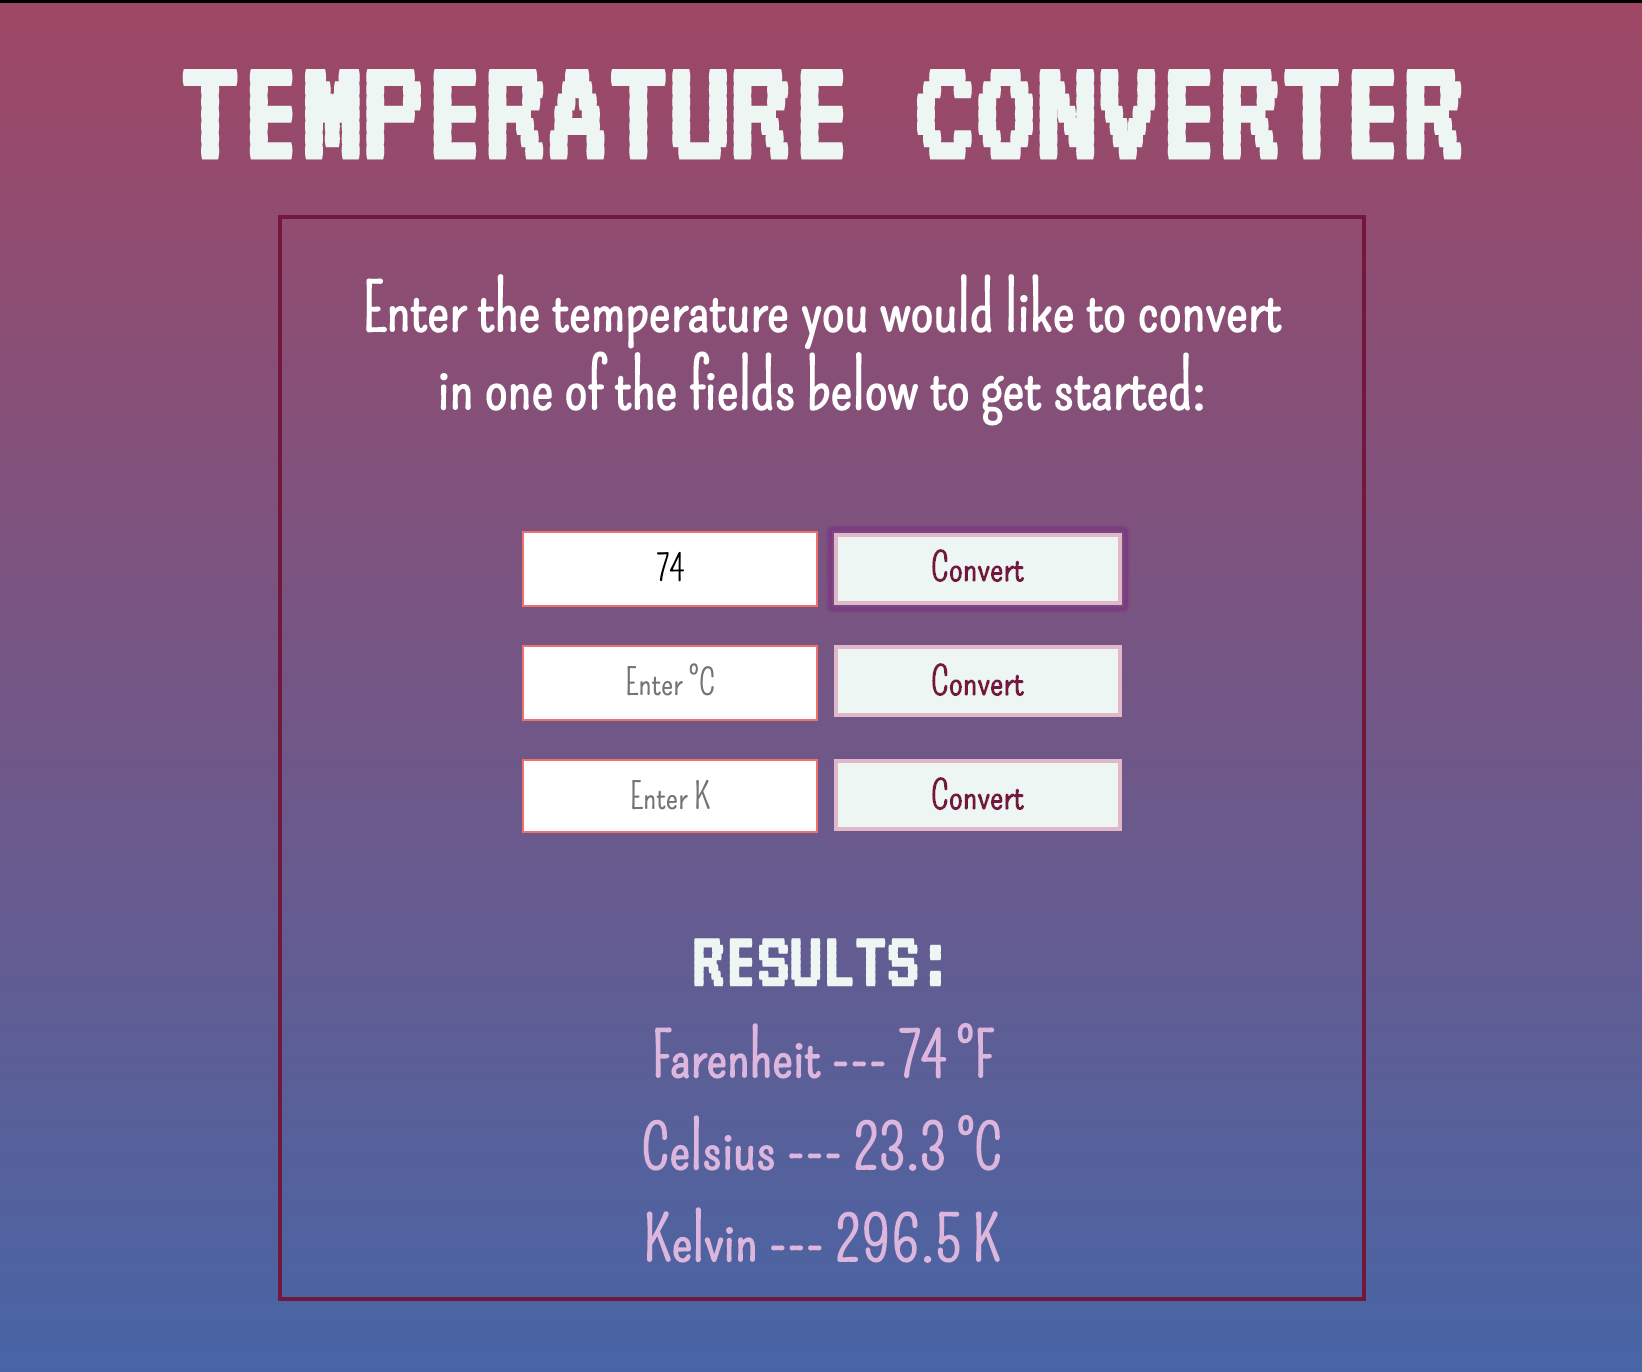 TEMPERATURE CONVERTER
Enter the temperature you would like to convert
in one of the fields below to get started:
74 Convert
Enter °C Convert
Enter K Convert
RESULTS:
Farenheit --- 74 °F
Celsius --- 23.3 °C
Kelvin --- 296.5 K